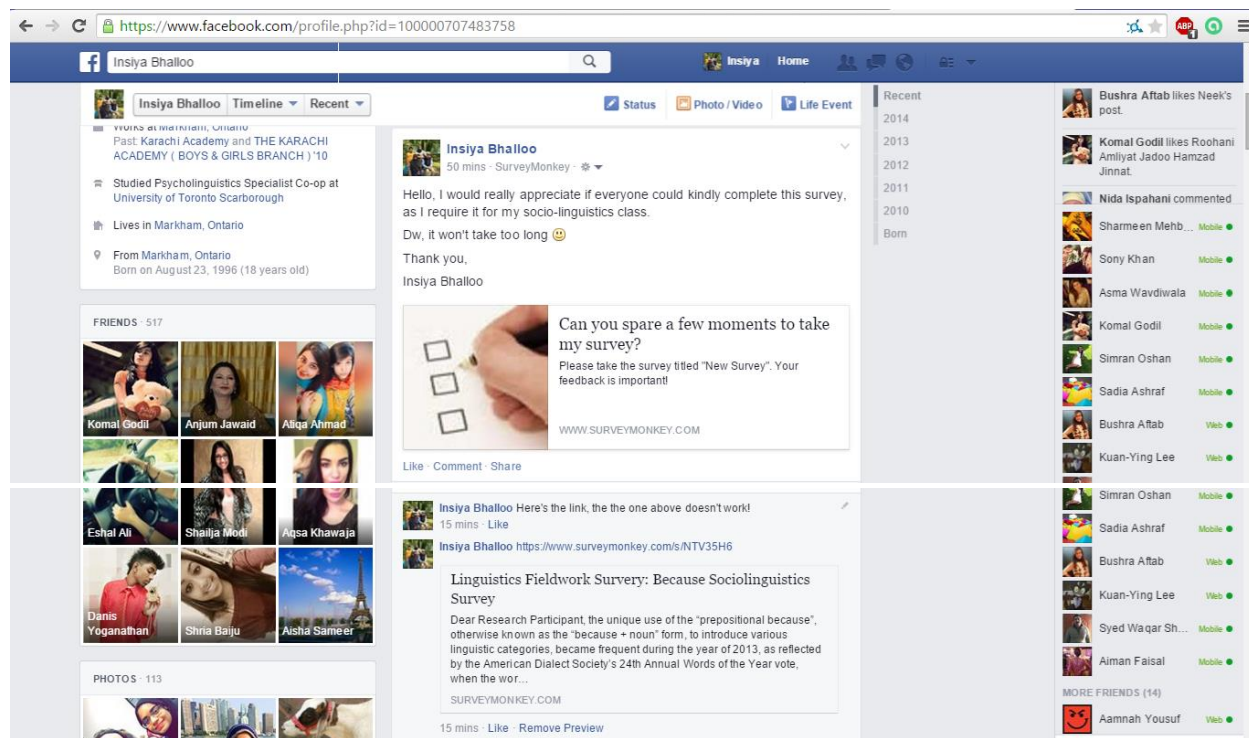 https://www.facebook.com/profile.php?id=100000707483758
ABP
1
Insiya Bhalloo
Insiya Home
Insiya Bhalloo Timeline Recent
Status Photo / Video Life Event
Works at Markham, Ontario
Past: Karachi Academy and THE KARACHI
ACADEMY ( BOYS & GIRLS BRANCH ) '10
Studied Psycholinguistics Specialist Co-op at
University of Toronto Scarborough
Lives in Markham, Ontario
From Markham, Ontario
Born on August 23, 1996 (18 years old)
FRIENDS · 517
Komal Godil
Anjum Jawaid
Atiqa Ahmad
Eshal Ali
Shailja Modi
Aqsa Khawaja
Danis
Yoganathan
Shria Baiju
Aisha Sameer
PHOTOS · 113
Insiya Bhalloo
50 mins · SurveyMonkey ·
Hello, I would really appreciate if everyone could kindly complete this survey,
as I require it for my socio-linguistics class.
Dw, it won't take too long
Thank you,
Insiya Bhalloo
Can you spare a few moments to take
my survey?
Please take the survey titled "New Survey". Your
feedback is important!
WWW.SURVEYMONKEY.COM
Like · Comment · Share
Insiya Bhalloo Here's the link, the the one above doesn't work!
15 mins · Like
Insiya Bhalloo https://www.surveymonkey.com/s/NTV35H6
Linguistics Fieldwork Survery: Because Sociolinguistics
Survey
Dear Research Participant, the unique use of the “prepositional because”,
otherwise known as the “because + noun” form, to introduce various
linguistic categories, became frequent during the year of 2013, as reflected
by the American Dialect Society’s 24th Annual Words of the Year vote,
when the wor...
SURVEYMONKEY.COM
15 mins · Like · Remove Preview
Recent
2014
2013
2012
2011
2010
Born
Bushra Aftab likes Neek's
post.
Komal Godil likes Roohani
Amliyat Jadoo Hamzad
Jinnat.
Nida Ispahani commented
Sharmeen Mehb... Mobile
Sony Khan Mobile
Asma Wavdiwala Mobile
Komal Godil Mobile
Simran Oshan Mobile
Sadia Ashraf Mobile
Bushra Aftab Web
Kuan-Ying Lee Web
Simran Oshan Mobile
Sadia Ashraf Mobile
Bushra Aftab Web
Kuan-Ying Lee Web
Syed Waqar Sh... Mobile
Aiman Faisal Mobile
MORE FRIENDS (14)
Aamnah Yousuf Web